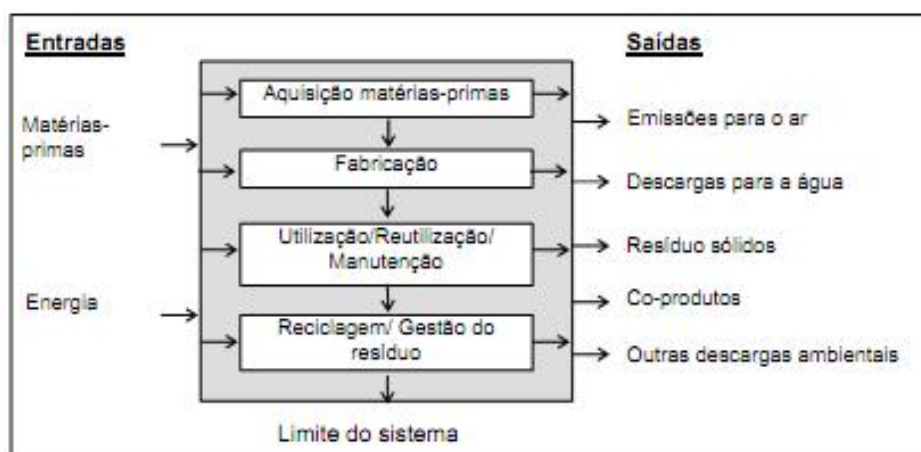 Entradas
Saídas
Matérias-
primas
Energia
Aquisição matérias-primas
Fabricação
Utilização/Reutilização/
Manutenção
Reciclagem/ Gestão do
resíduo
Emissões para o ar
Descargas para a água
Resíduo sólidos
Co-produtos
Outras descargas ambientais
Limite do sistema